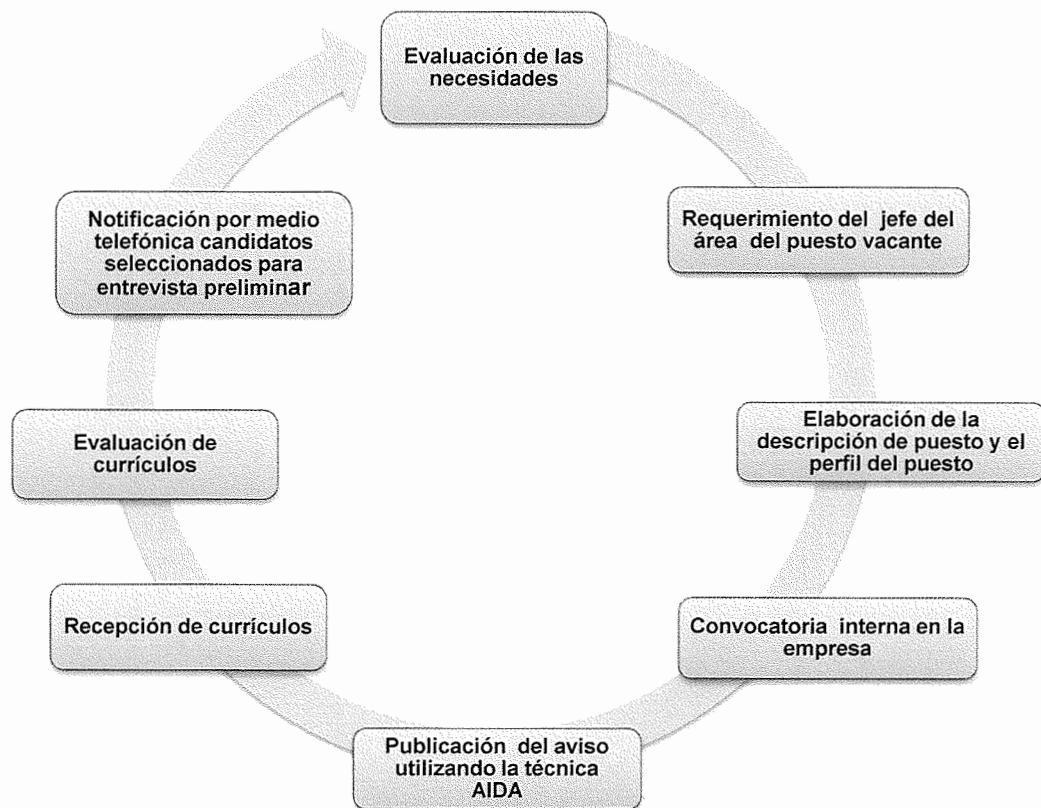 Evaluación de las
necesidades
Requerimiento del jefe del
área del puesto vacante
Elaboración de la
descripción de puesto y el
perfil del puesto
Convocatoria interna en la
empresa
Publicación del aviso
utilizando la técnica
AIDA
Recepción de currículos
Evaluación de
currículos
Notificación por medio
telefónica candidatos
seleccionados para
entrevista preliminar